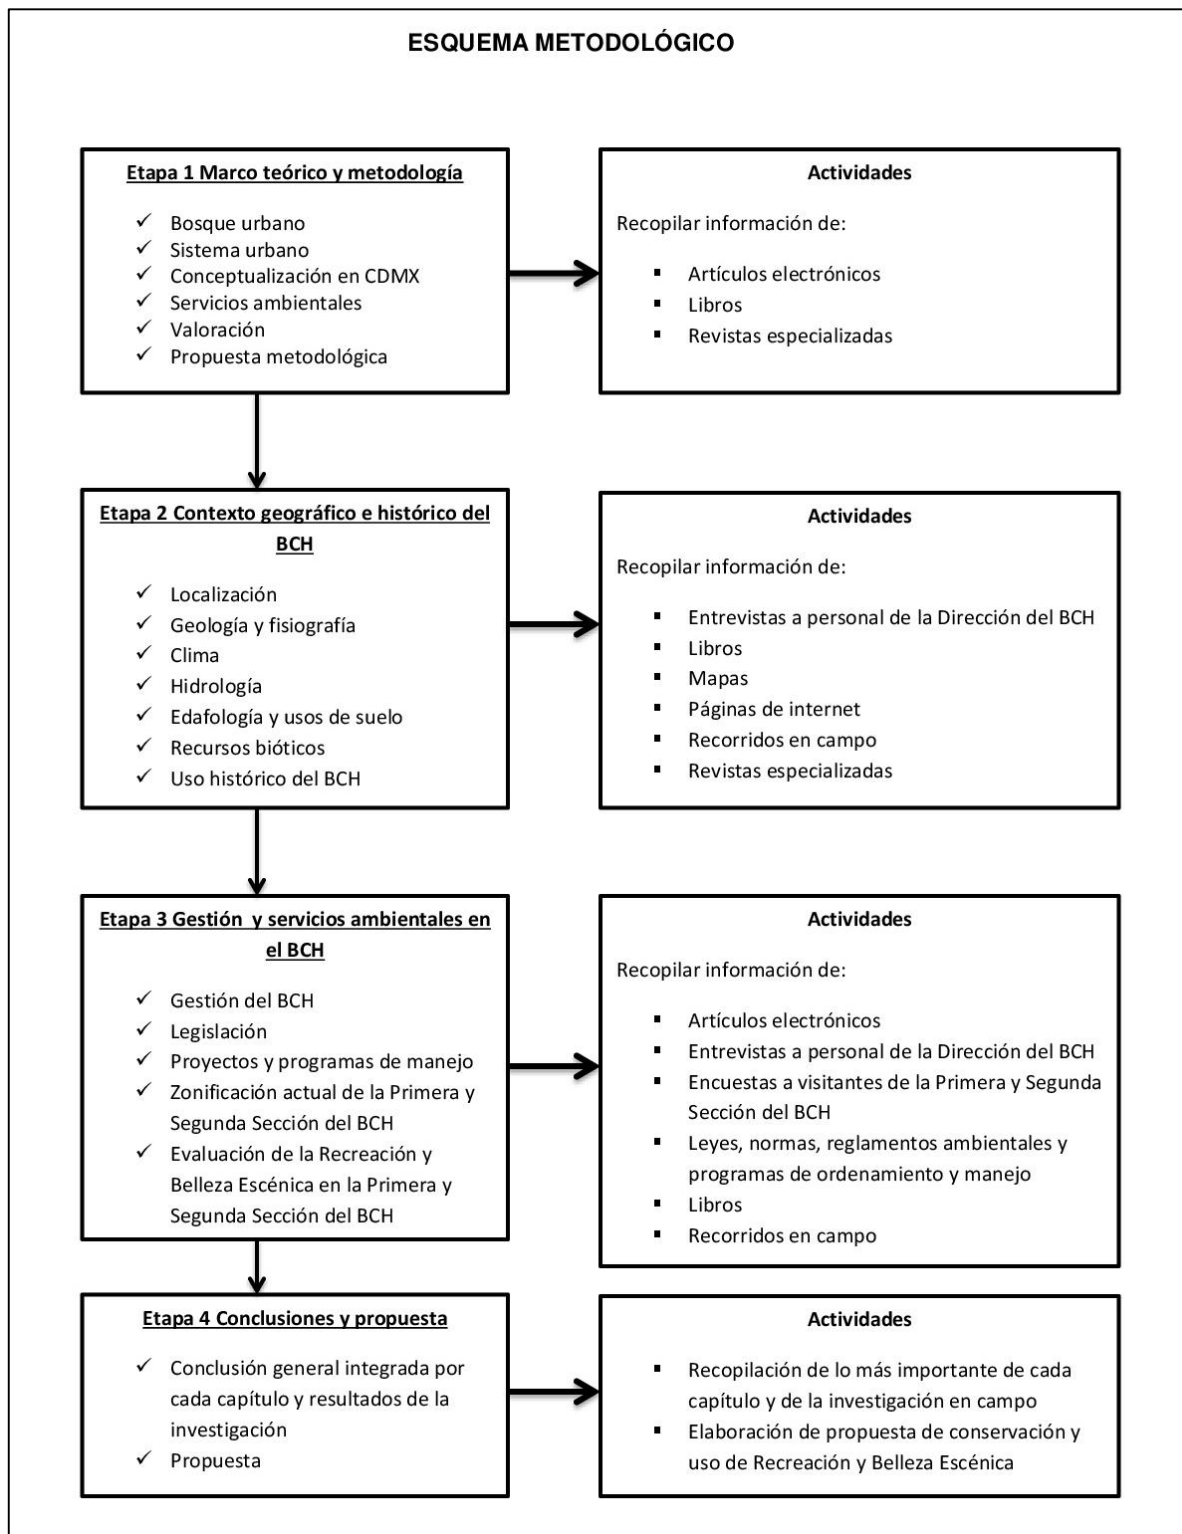 ESQUEMA METODOLÓGICO
Etapa 1 Marco teórico y metodología
✓ Bosque urbano
✓ Sistema urbano
✓ Conceptualización en CDMX
✓ Servicios ambientales
✓ Valoración
✓ Propuesta metodológica
Actividades
Recopilar información de:
▪ Artículos electrónicos
▪ Libros
▪ Revistas especializadas
Etapa 2 Contexto geográfico e histórico del
BCH
✓ Localización
✓ Geología y fisiografía
✓ Clima
✓ Hidrología
✓ Edafología y usos de suelo
✓ Recursos bióticos
✓ Uso histórico del BCH
Actividades
Recopilar información de:
▪ Entrevistas a personal de la Dirección del BCH
▪ Libros
▪ Mapas
▪ Páginas de internet
▪ Recorridos en campo
▪ Revistas especializadas
Etapa 3 Gestión y servicios ambientales en
el BCH
✓ Gestión del BCH
✓ Legislación
✓ Proyectos y programas de manejo
✓ Zonificación actual de la Primera y
Segunda Sección del BCH
✓ Evaluación de la Recreación y
Belleza Escénica en la Primera y
Segunda Sección del BCH
Actividades
Recopilar información de:
▪ Artículos electrónicos
▪ Entrevistas a personal de la Dirección del BCH
▪ Encuestas a visitantes de la Primera y Segunda
Sección del BCH
▪ Leyes, normas, reglamentos ambientales y
programas de ordenamiento y manejo
▪ Libros
▪ Recorridos en campo
Etapa 4 Conclusiones y propuesta
✓ Conclusión general integrada por
cada capítulo y resultados de la
investigación
✓ Propuesta
Actividades
▪ Recopilación de lo más importante de cada
capítulo y de la investigación en campo
▪ Elaboración de propuesta de conservación y
uso de Recreación y Belleza Escénica